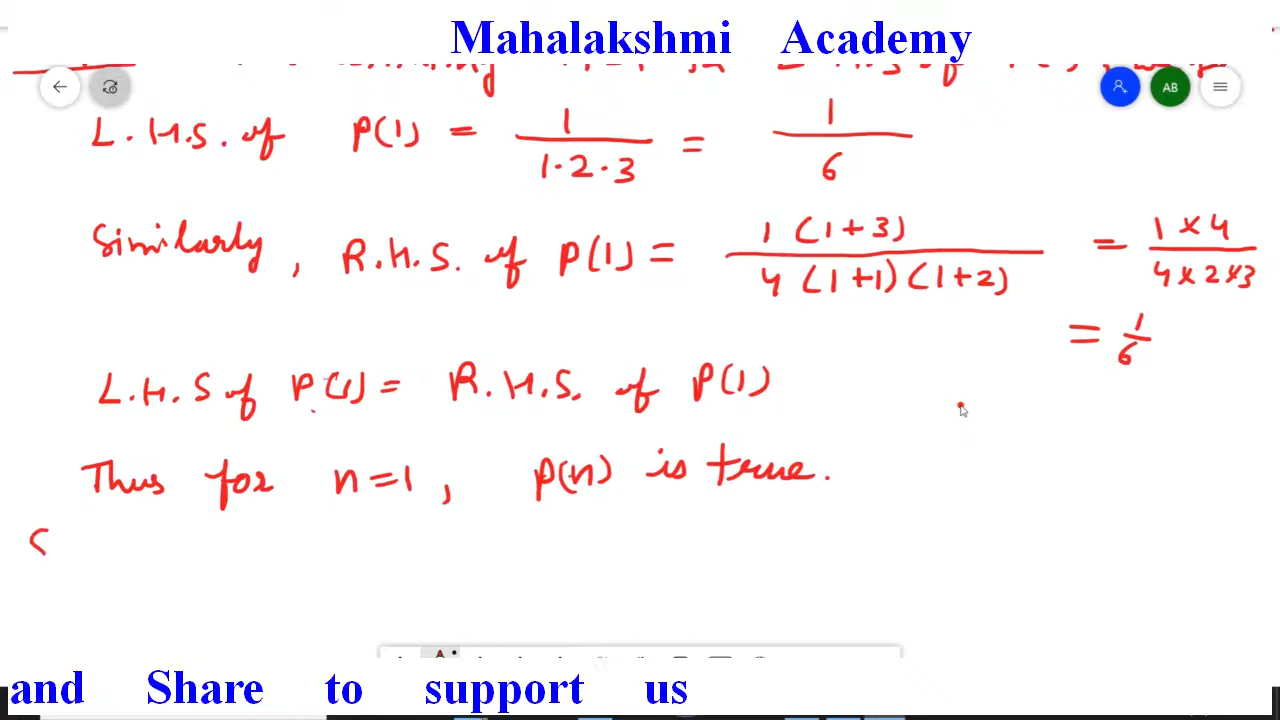 Mahalakshmi Academy
AB
L.H.S. of P(1) = 1/(1·2·3) = 1/6
Similarly, R.H.S. of P(1) = 1(1+3)/(4(1+1)(1+2)) = (1×4)/(4×2×3)
= 1/6
L.H.S of P(1) = R.H.S. of P(1)
Thus for n=1, P(n) is true.
and Share to support us